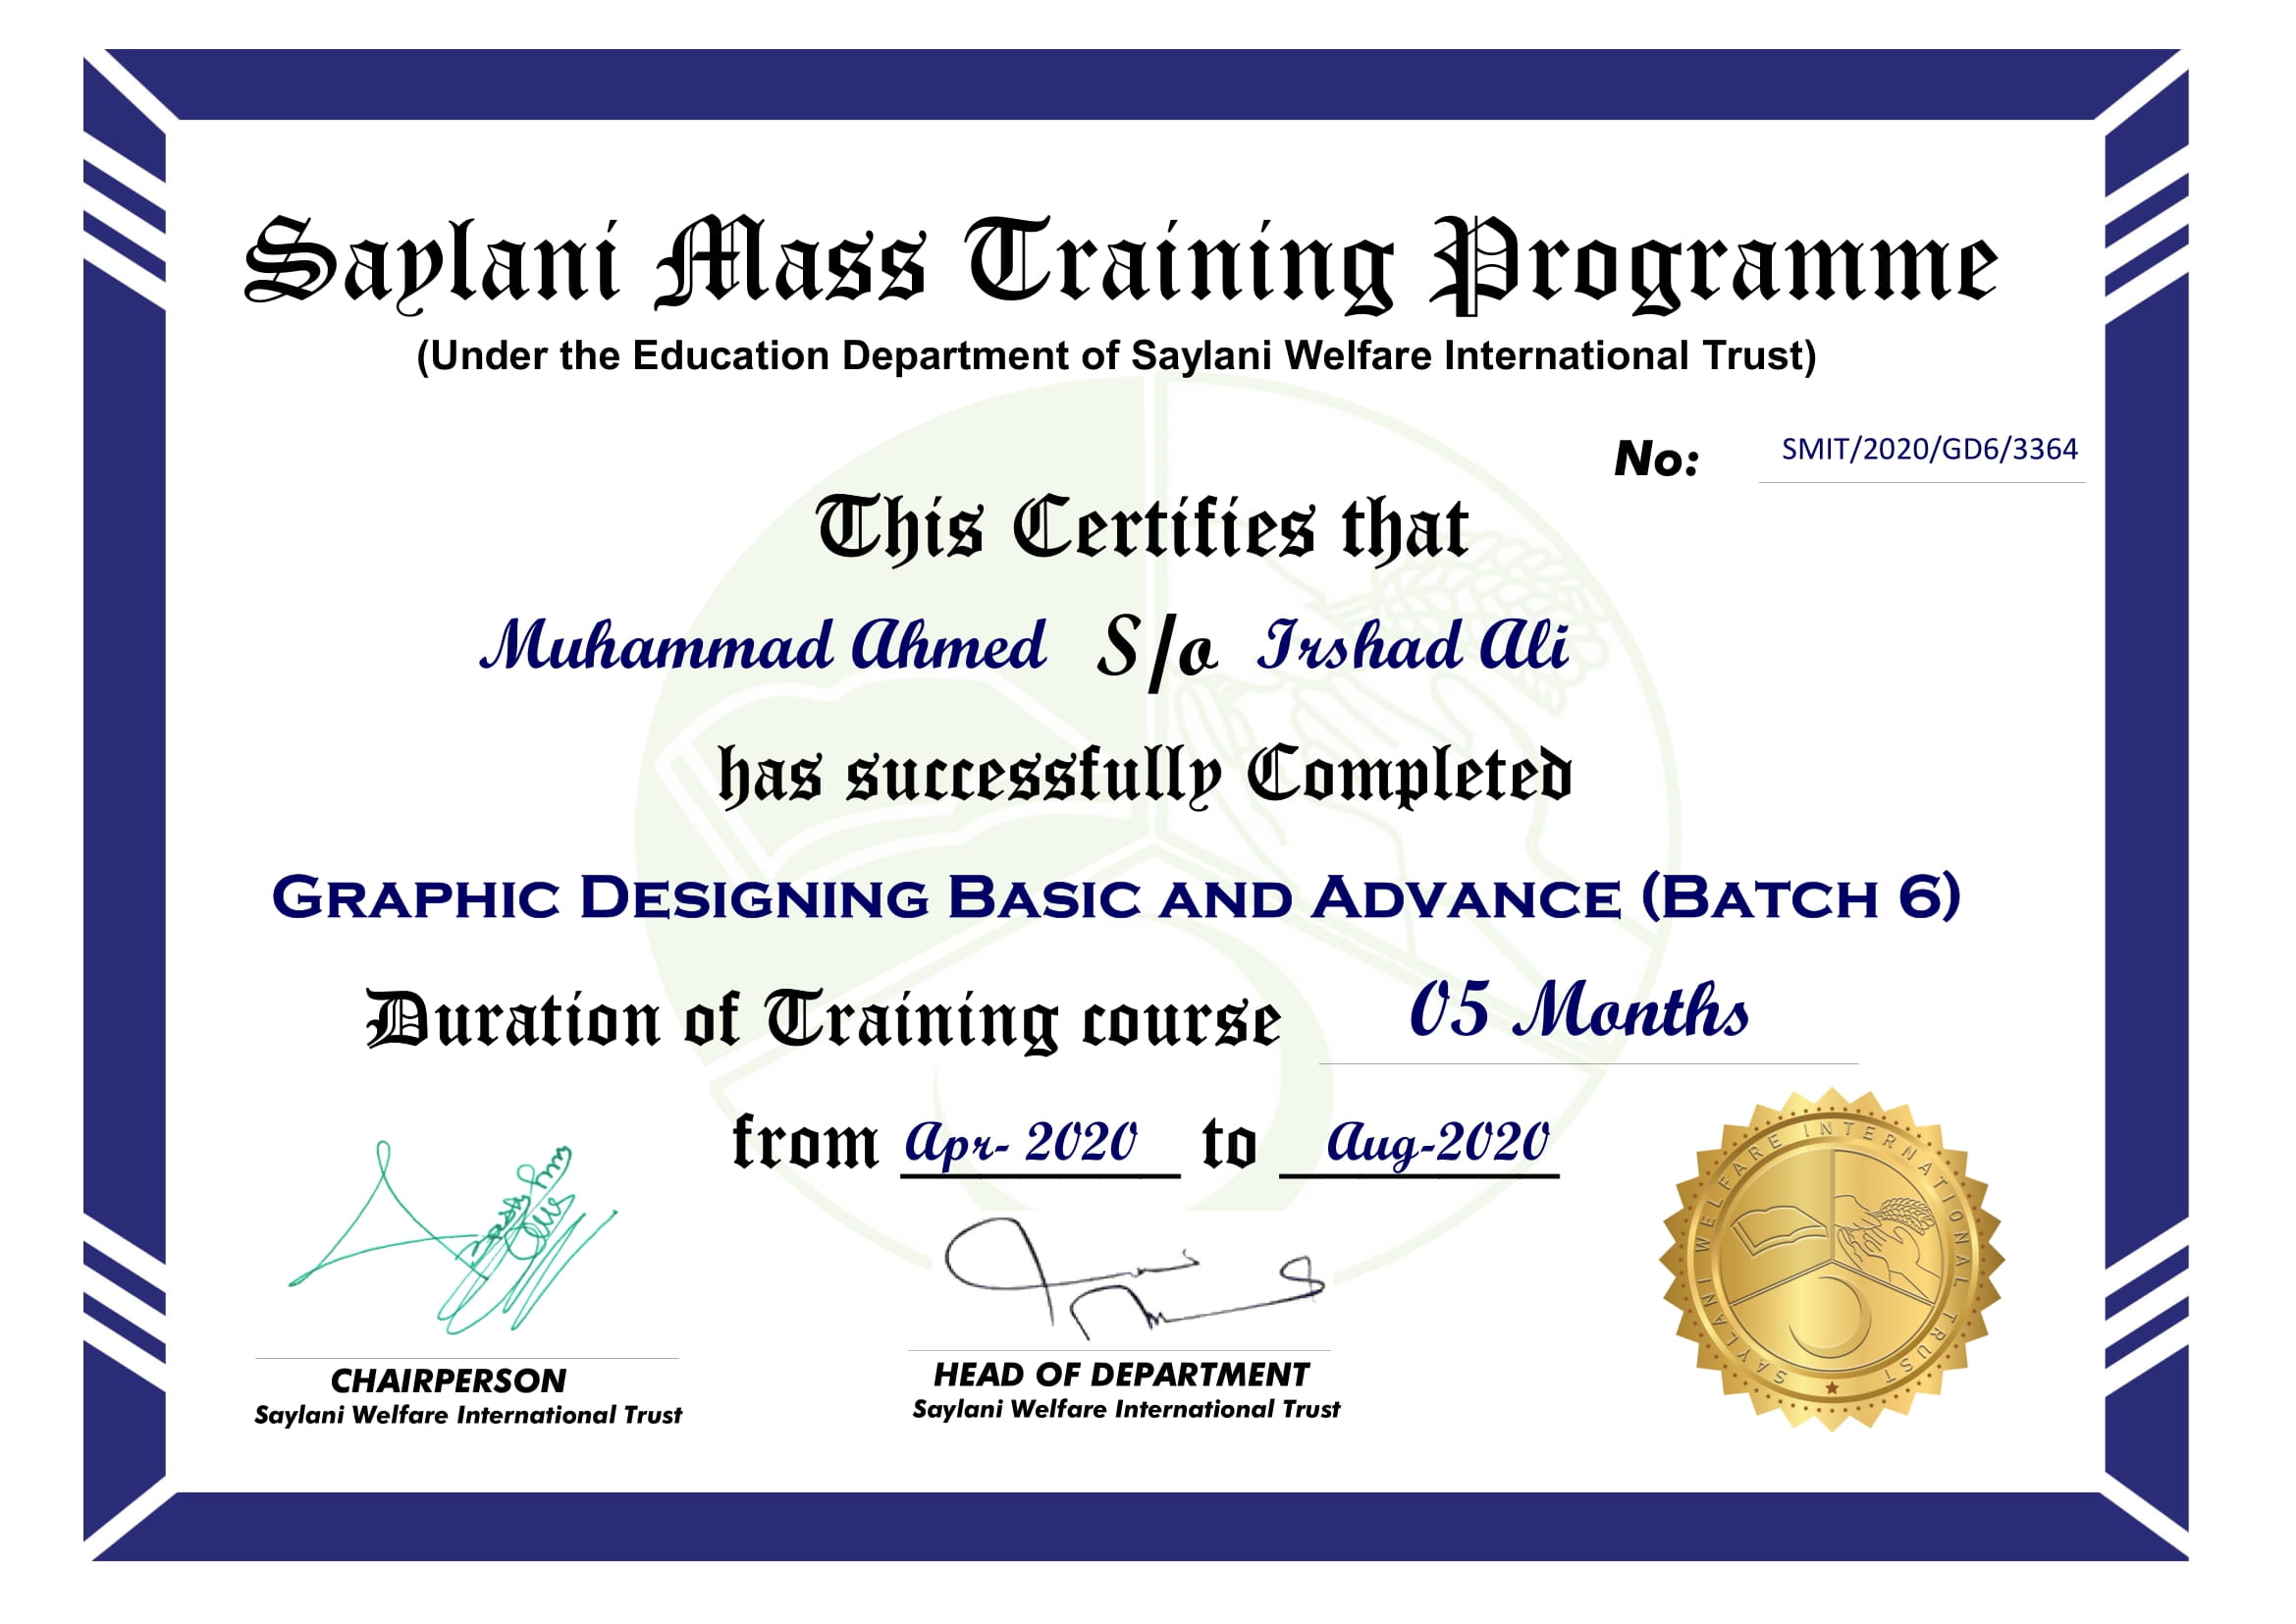 Saylani Mass Training Programme
(Under the Education Department of Saylani Welfare International Trust)
No: SMIT/2020/GD6/3364
This Certifies that
Muhammad Ahmed S/o Irshad Ali
has successfully Completed
Graphic Designing Basic and Advance (Batch 6)
Duration of Training course 05 Months
from Apr- 2020 to Aug-2020
CHAIRPERSON
Saylani Welfare International Trust
HEAD OF DEPARTMENT
Saylani Welfare International Trust
SAYLANI WELFARE INTERNATIONAL TRUST